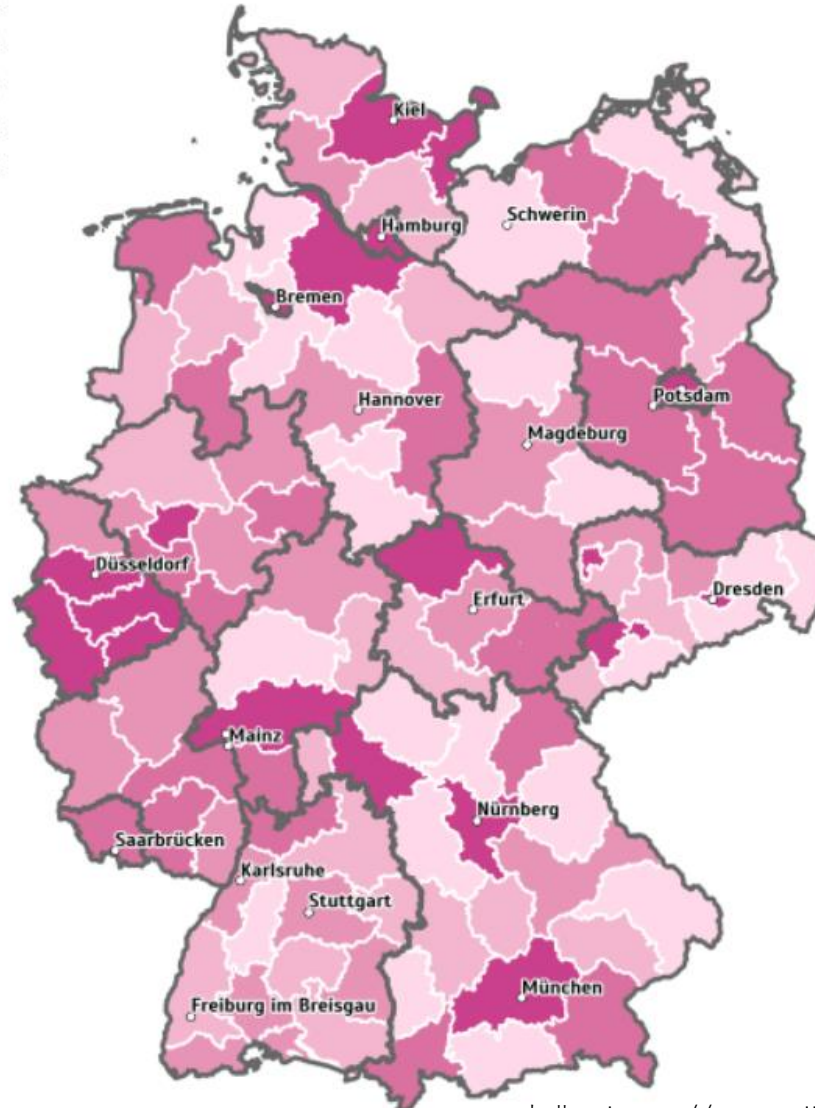 Kiel
Schwerin
Hamburg
Bremen
Potsdam
Hannover
Magdeburg
Düsseldorf
Dresden
Erfurt
Mainz
Nürnberg
Saarbrücken
Karlsruhe
Stuttgart
München
Freiburg im Breisgau